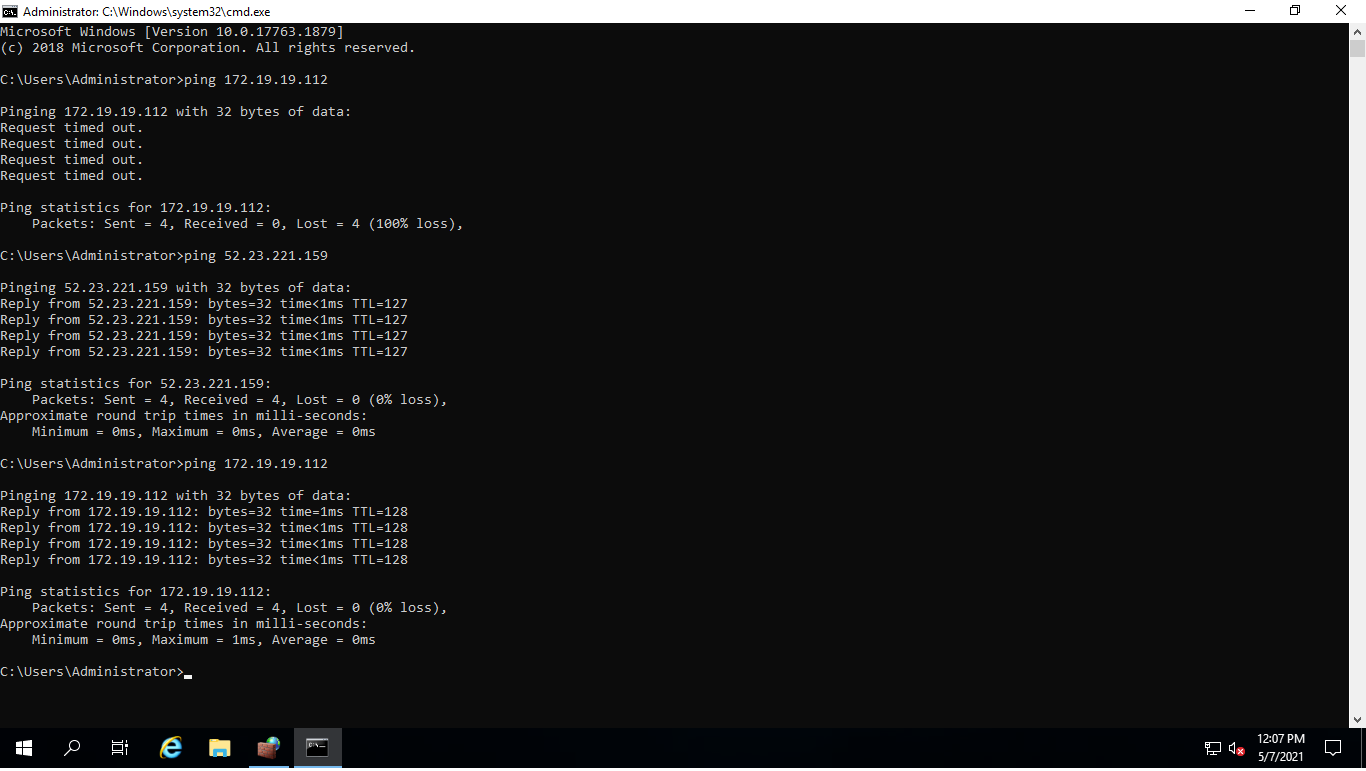 Administrator: C:\Windows\system32\cmd.exe
Microsoft Windows [Version 10.0.17763.1879]
(c) 2018 Microsoft Corporation. All rights reserved.
C:\Users\Administrator>ping 172.19.19.112
Pinging 172.19.19.112 with 32 bytes of data:
Request timed out.
Request timed out.
Request timed out.
Request timed out.
Ping statistics for 172.19.19.112:
    Packets: Sent = 4, Received = 0, Lost = 4 (100% loss),
C:\Users\Administrator>ping 52.23.221.159
Pinging 52.23.221.159 with 32 bytes of data:
Reply from 52.23.221.159: bytes=32 time<1ms TTL=127
Reply from 52.23.221.159: bytes=32 time<1ms TTL=127
Reply from 52.23.221.159: bytes=32 time<1ms TTL=127
Reply from 52.23.221.159: bytes=32 time<1ms TTL=127
Ping statistics for 52.23.221.159:
    Packets: Sent = 4, Received = 4, Lost = 0 (0% loss),
Approximate round trip times in milli-seconds:
    Minimum = 0ms, Maximum = 0ms, Average = 0ms
C:\Users\Administrator>ping 172.19.19.112
Pinging 172.19.19.112 with 32 bytes of data:
Reply from 172.19.19.112: bytes=32 time=1ms TTL=128
Reply from 172.19.19.112: bytes=32 time<1ms TTL=128
Reply from 172.19.19.112: bytes=32 time<1ms TTL=128
Reply from 172.19.19.112: bytes=32 time<1ms TTL=128
Ping statistics for 172.19.19.112:
    Packets: Sent = 4, Received = 4, Lost = 0 (0% loss),
Approximate round trip times in milli-seconds:
    Minimum = 0ms, Maximum = 1ms, Average = 0ms
C:\Users\Administrator>
12:07 PM
5/7/2021